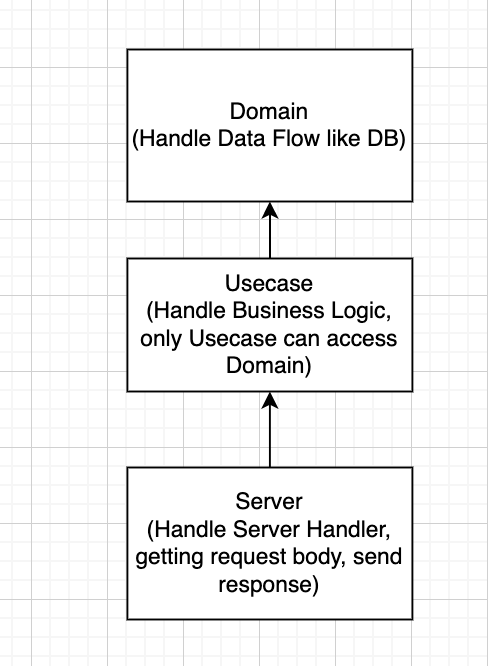 Domain
(Handle Data Flow like DB)
Usecase
(Handle Business Logic,
only Usecase can access
Domain)
Server
(Handle Server Handler,
getting request body, send
response)